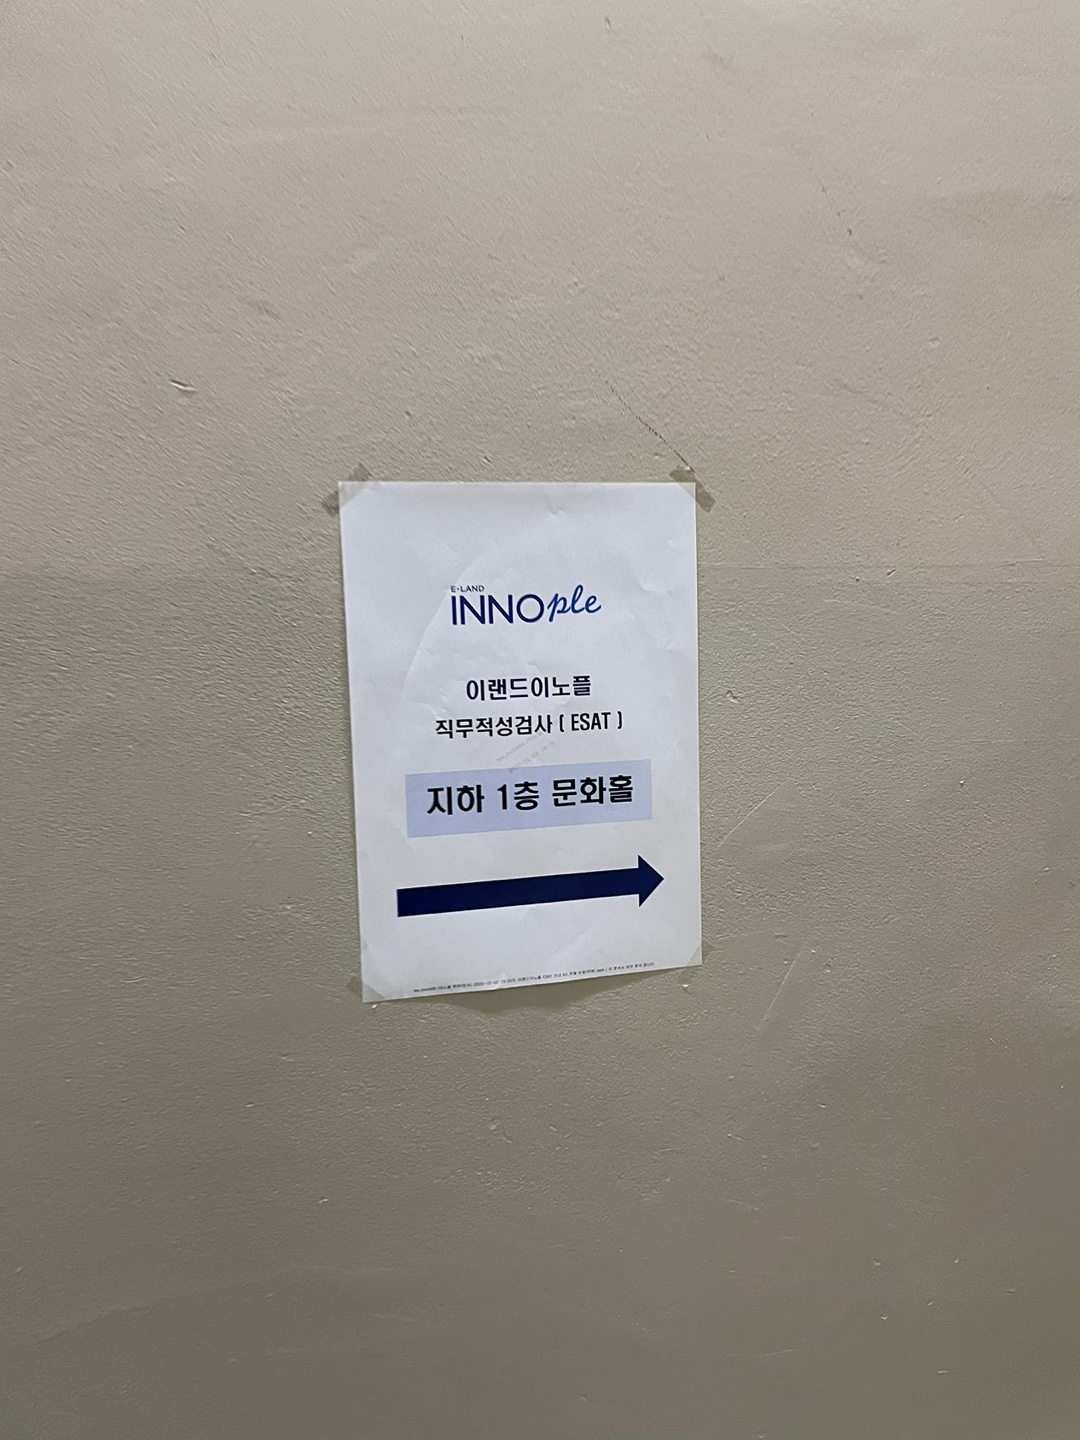 E·LAND
INNOple
이랜드이노플
직무적성검사 ( ESAT )
지하 1층 문화홀